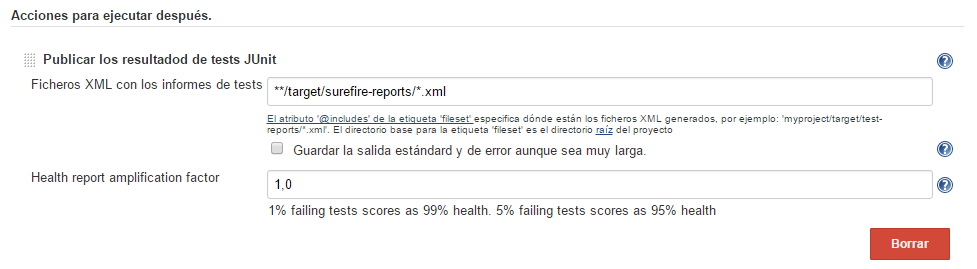 Acciones para ejecutar después.
Publicar los resultadod de tests JUnit
Ficheros XML con los informes de tests
**/target/surefire-reports/*.xml
El atributo '@includes' de la etiqueta 'fileset' especifica dónde están los ficheros XML generados, por ejemplo: 'myproject/target/test-
reports/*.xml'. El directorio base para la etiqueta 'fileset' es el directorio raíz del proyecto
Guardar la salida estándard y de error aunque sea muy larga.
Health report amplification factor
1,0
1% failing tests scores as 99% health. 5% failing tests scores as 95% health
Borrar